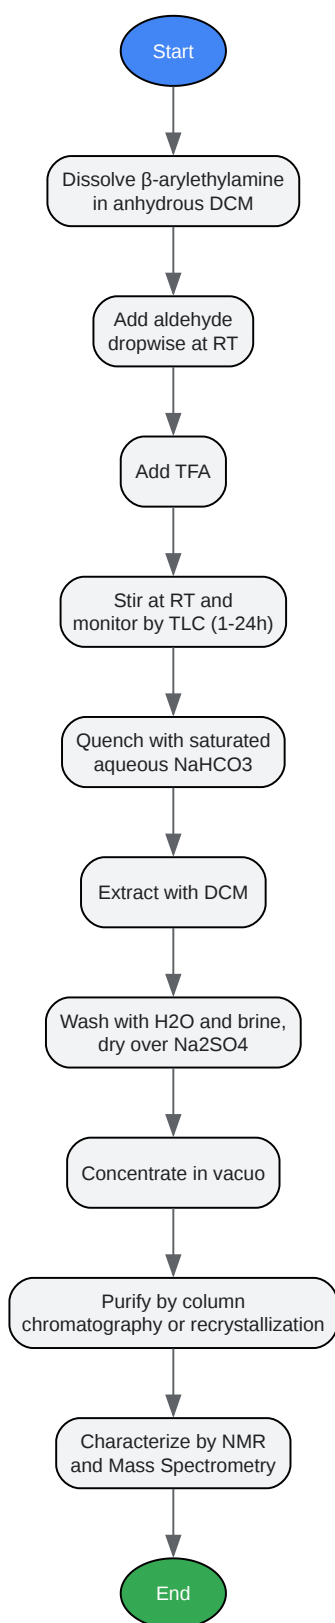 Start
Dissolve β-arylethylamine
in anhydrous DCM
Add aldehyde
dropwise at RT
Add TFA
Stir at RT and
monitor by TLC (1-24h)
Quench with saturated
aqueous NaHCO3
Extract with DCM
Wash with H2O and brine,
dry over Na2SO4
Concentrate in vacuo
Purify by column
chromatography or recrystallization
Characterize by NMR
and Mass Spectrometry
End